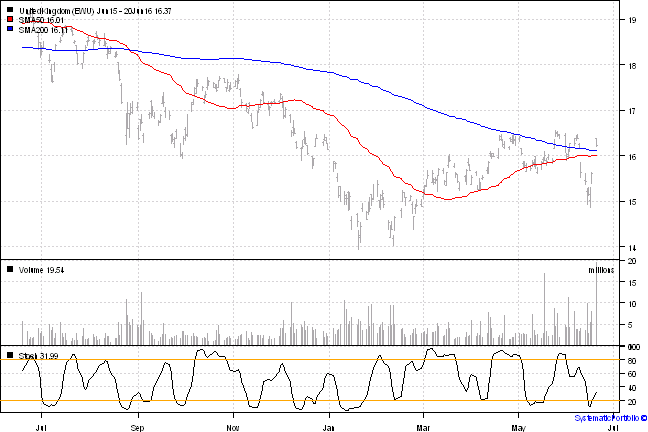 UnitedKingdom (EWU) Jun15 - 20Jun16 16.37
SMA50 16.01
SMA200 16.11
19
18
17
16
15
14
Volume 19.54
millions
20
15
10
5
Stoch 31.99
100
80
60
40
20
Jul
Sep
Nov
Jan
Mar
May
Jul
SystematicPortfolio ©